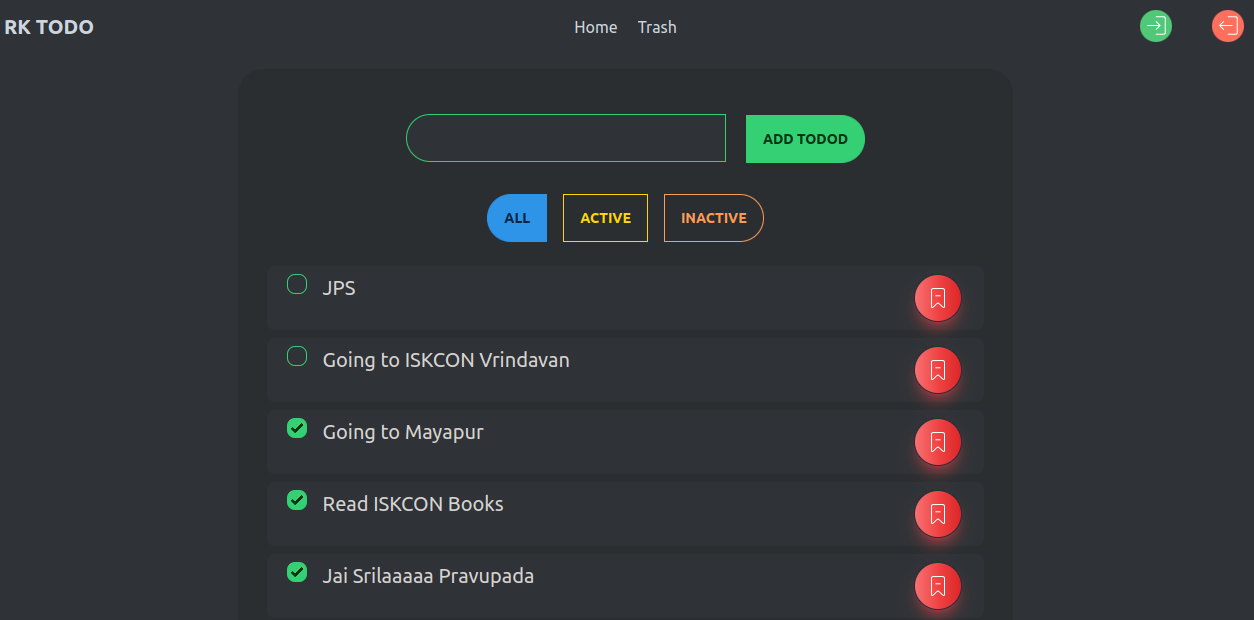 RK TODO Home Trash
ADD TODOD
ALL ACTIVE INACTIVE
JPS
Going to ISKCON Vrindavan
Going to Mayapur
Read ISKCON Books
Jai Srilaaaaa Pravupada